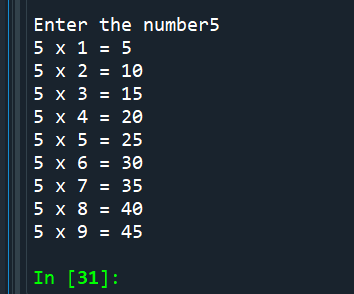 Enter the number5
5 x 1 = 5
5 x 2 = 10
5 x 3 = 15
5 x 4 = 20
5 x 5 = 25
5 x 6 = 30
5 x 7 = 35
5 x 8 = 40
5 x 9 = 45
In [31]: